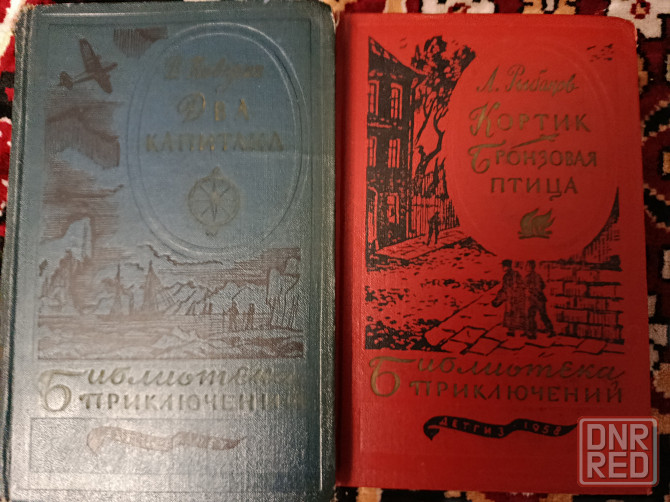 В. Каверин
Два
капитана
Библиотека
приключений
Л. Рыбаков
Кортик
Бронзовая
птица
Библиотека
приключений
ДЕТГИЗ-1958
DNR
RED